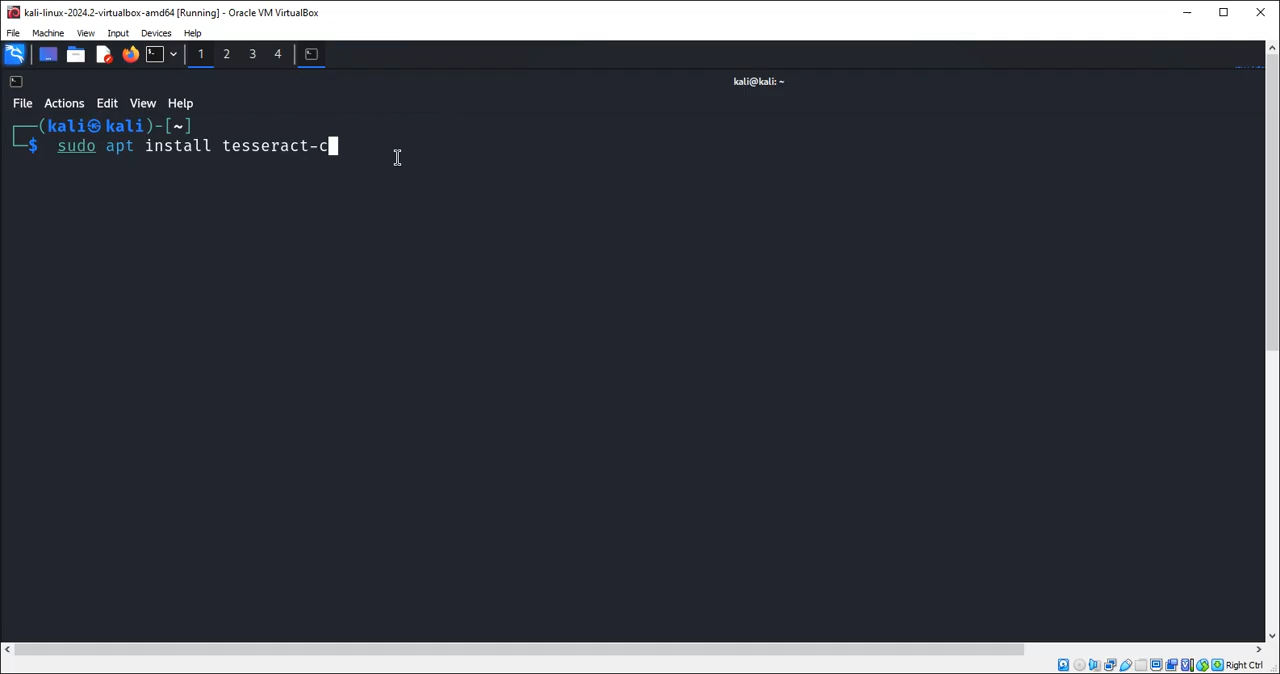 kali-linux-2024.2-virtualbox-amd64 [Running] - Oracle VM VirtualBox
File Machine View Input Devices Help
1 2 3 4
kali@kali: ~
File Actions Edit View Help
(kali㉿kali)-[~]
$ sudo apt install tesseract-c
Right Ctrl